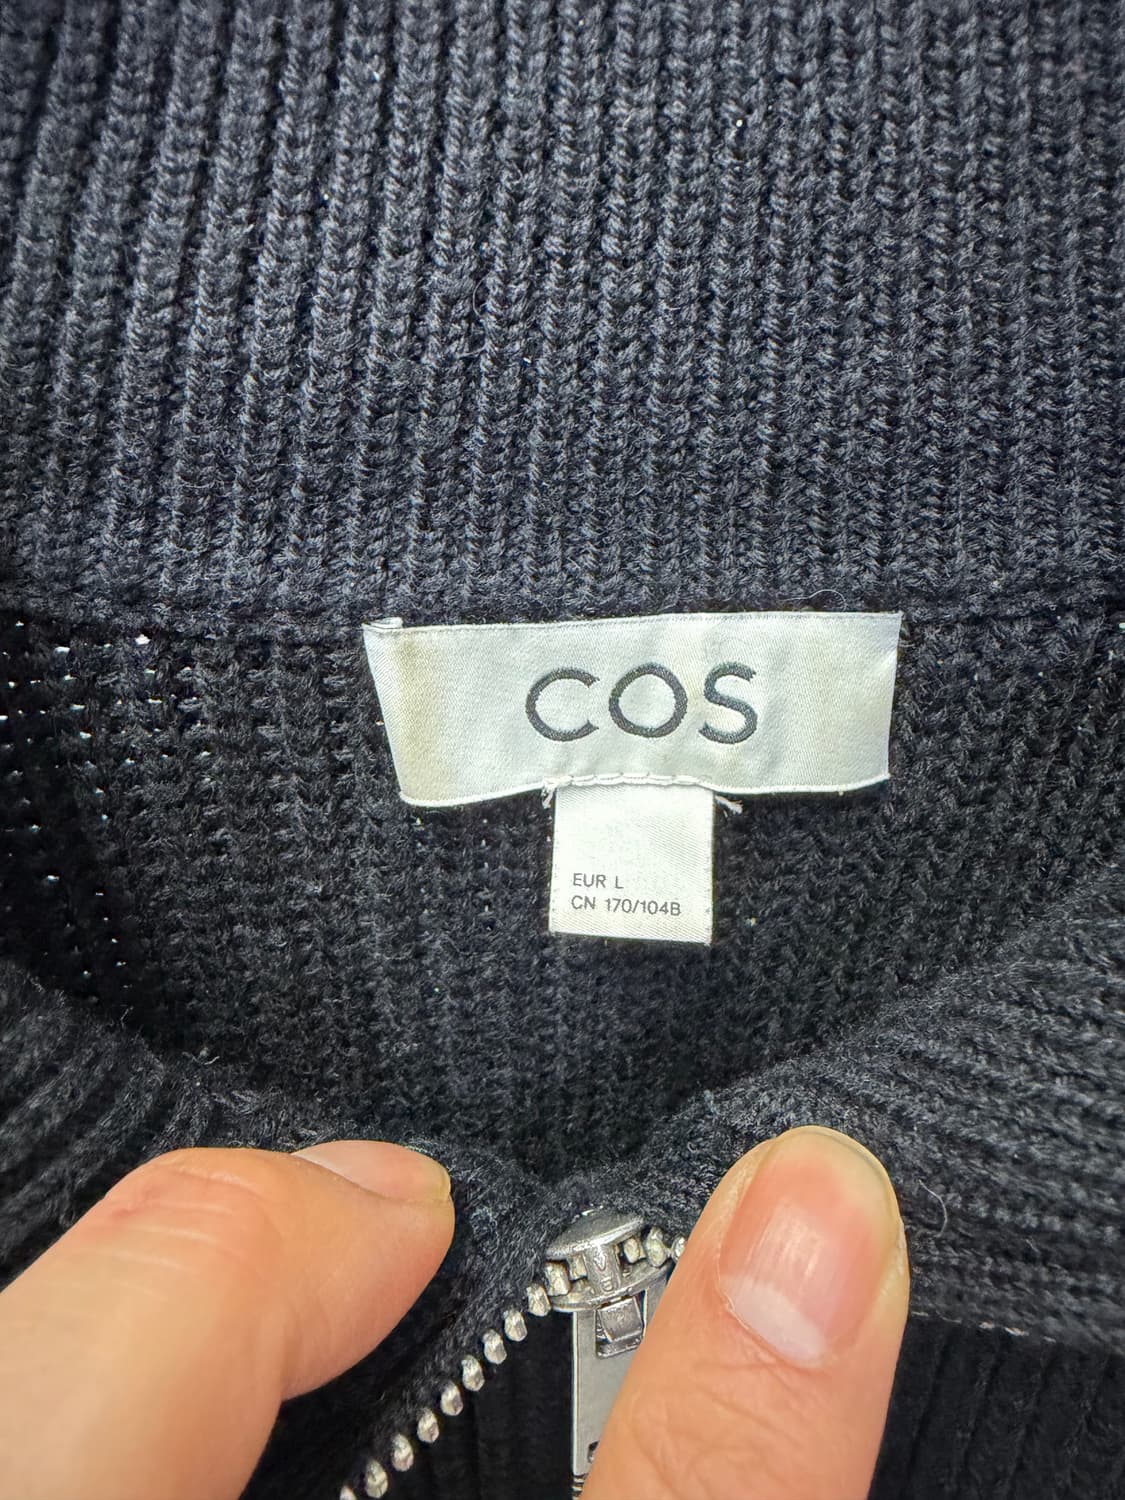 COS
EUR L
CN 170/104B